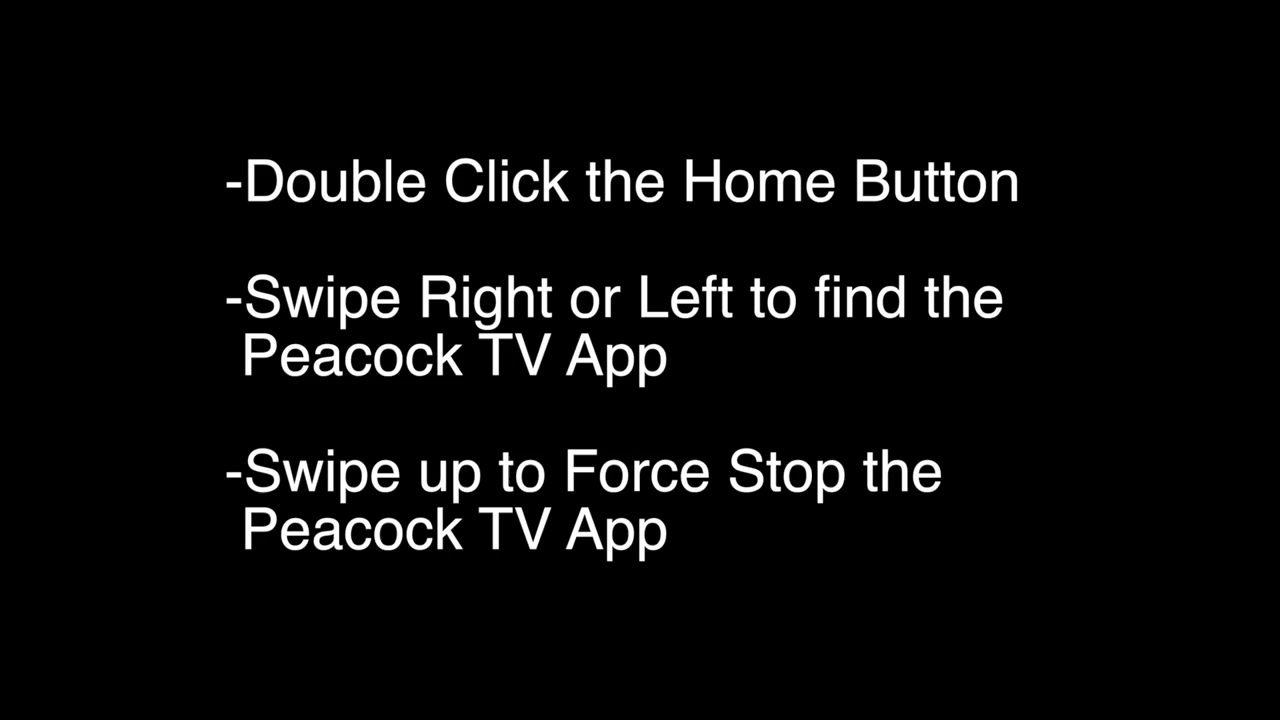 -Double Click the Home Button
-Swipe Right or Left to find the
Peacock TV App
-Swipe up to Force Stop the
Peacock TV App